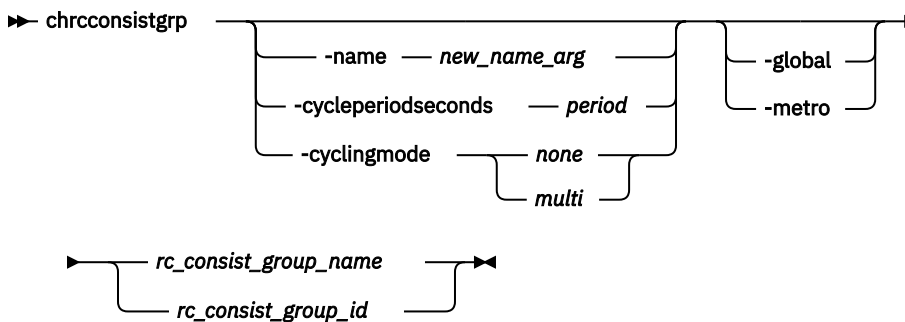 chrcconsistgrp
-name new_name_arg
-global
-cycleperiodseconds period
-metro
-cyclingmode none
multi
rc_consist_group_name
rc_consist_group_id